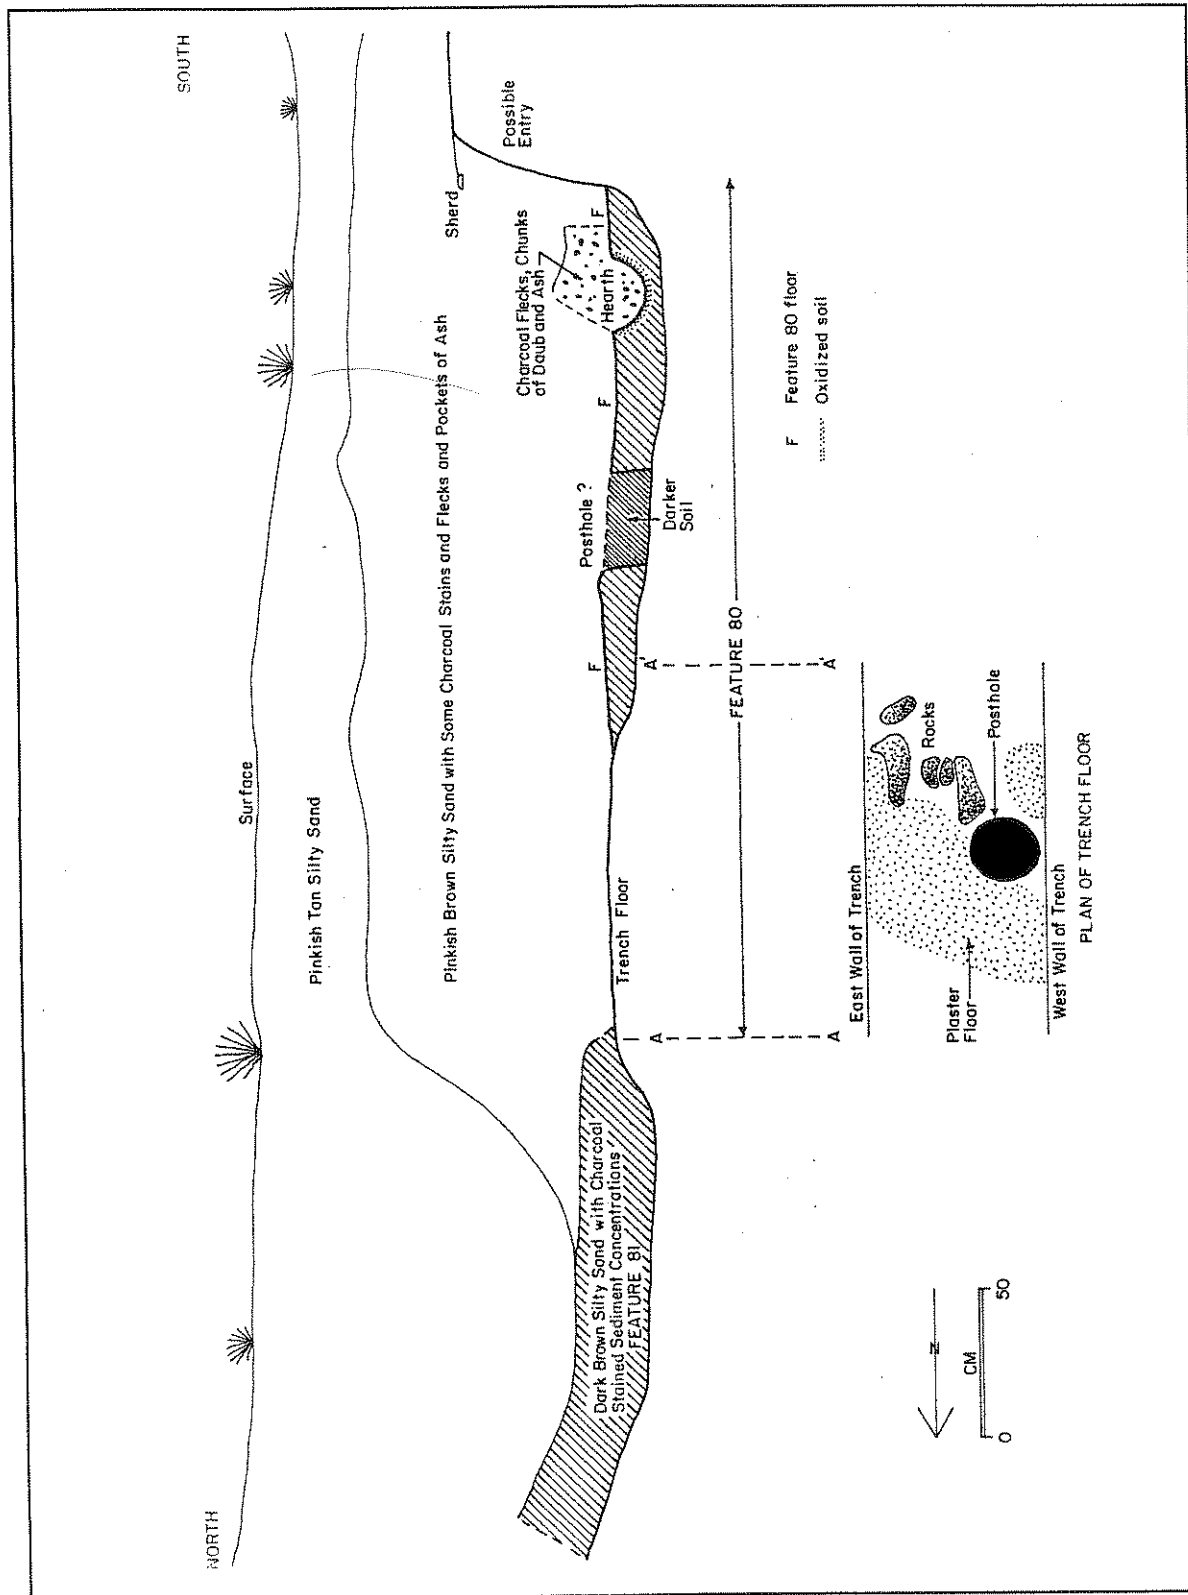 NORTH
SOUTH
Surface
Pinkish Tan Silty Sand
Pinkish Brown Silty Sand with Some Charcoal Stains and Flecks and Pockets of Ash
Sherd
Possible
Entry
Charcoal Flecks, Chunks
of Daub and Ash
Hearth
F
F
F
Posthole ?
Darker
Soil
Trench Floor
Dark Brown Silty Sand with Charcoal
Stained Sediment Concentrations
FEATURE 81
A
A'
FEATURE 80
A
A'
F Feature 80 floor
Oxidized soil
East Wall of Trench
Rocks
Posthole
Plaster
Floor
West Wall of Trench
PLAN OF TRENCH FLOOR
N
CM
0
50